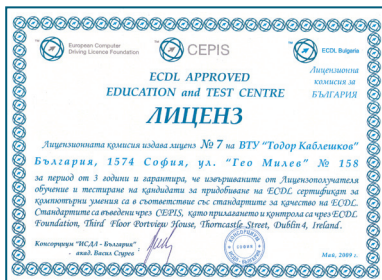 European Computer
Driving Licence Foundation
CEPIS
ECDL Bulgaria
ECDL APPROVED
EDUCATION and TEST CENTRE
Лицензионна
комисия за
БЪЛГАРИЯ
ЛИЦЕНЗ
Лицензионната комисия издава лиценз № 7 на ВТУ "Тодор Каблешков"
България, 1574 София, ул. "Гео Милев" № 158
за период от 3 години и гарантира, че извършваните от Лицензополучателя
обучение и тестиране на кандидати за придобиване на ECDL сертификат за
компютърни умения са в съответствие със стандартите за качество на ECDL.
Стандартите са въведени чрез CEPIS, като прилагането и контрола са чрез ECDL
Foundation, Third Floor Portview House, Thorncastle Street, Dublin 4, Ireland.
Консорциум "ИСДЛ - България"
акад. Васил Сгурев
Май, 2009 г.